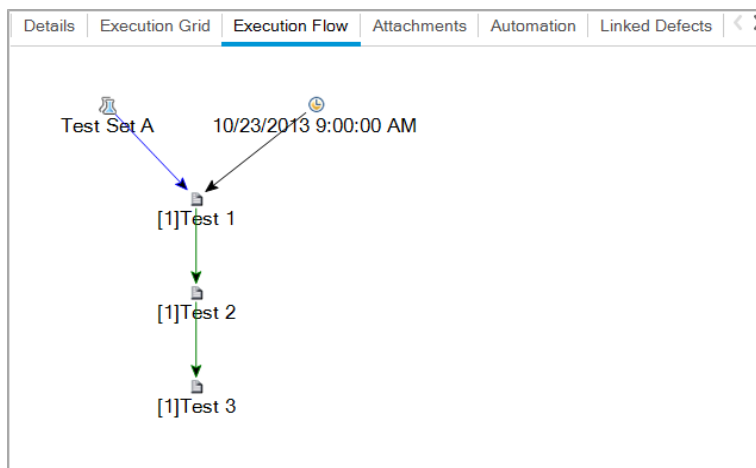 Details Execution Grid Execution Flow Attachments Automation Linked Defects
Test Set A 10/23/2013 9:00:00 AM
[1]Test 1
[1]Test 2
[1]Test 3